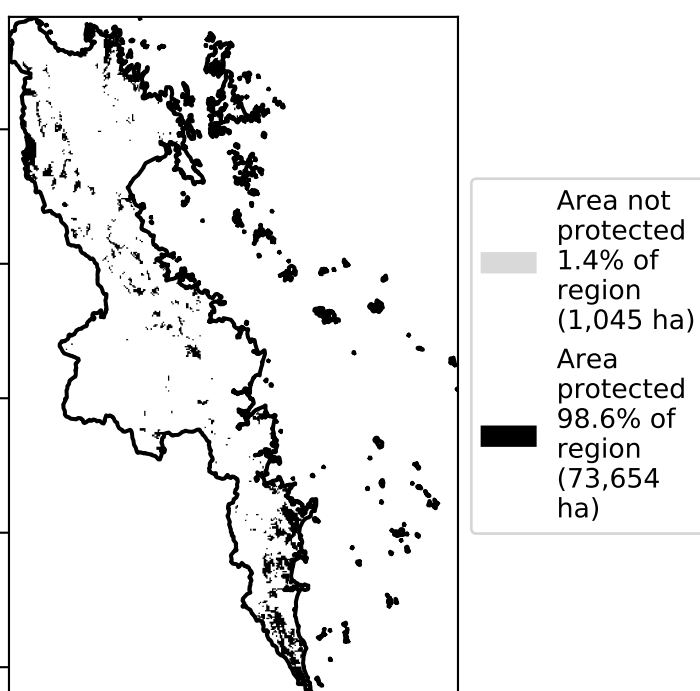 Area not
protected
1.4% of
region
(1,045 ha)
Area
protected
98.6% of
region
(73,654
ha)